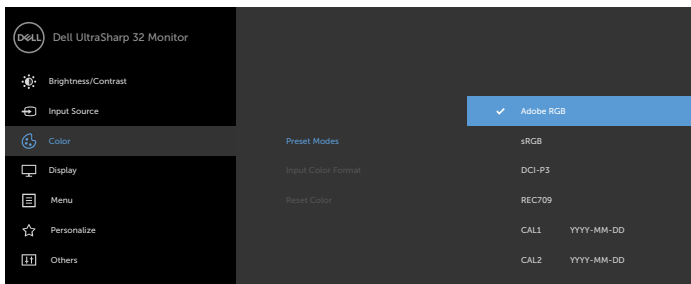 DELL Dell UltraSharp 32 Monitor
Brightness/Contrast
Input Source
Adobe RGB
Color
Preset Modes
sRGB
Display
Input Color Format
DCI-P3
Menu
Reset Color
REC709
Personalize
CAL1 YYYY-MM-DD
Others
CAL2 YYYY-MM-DD